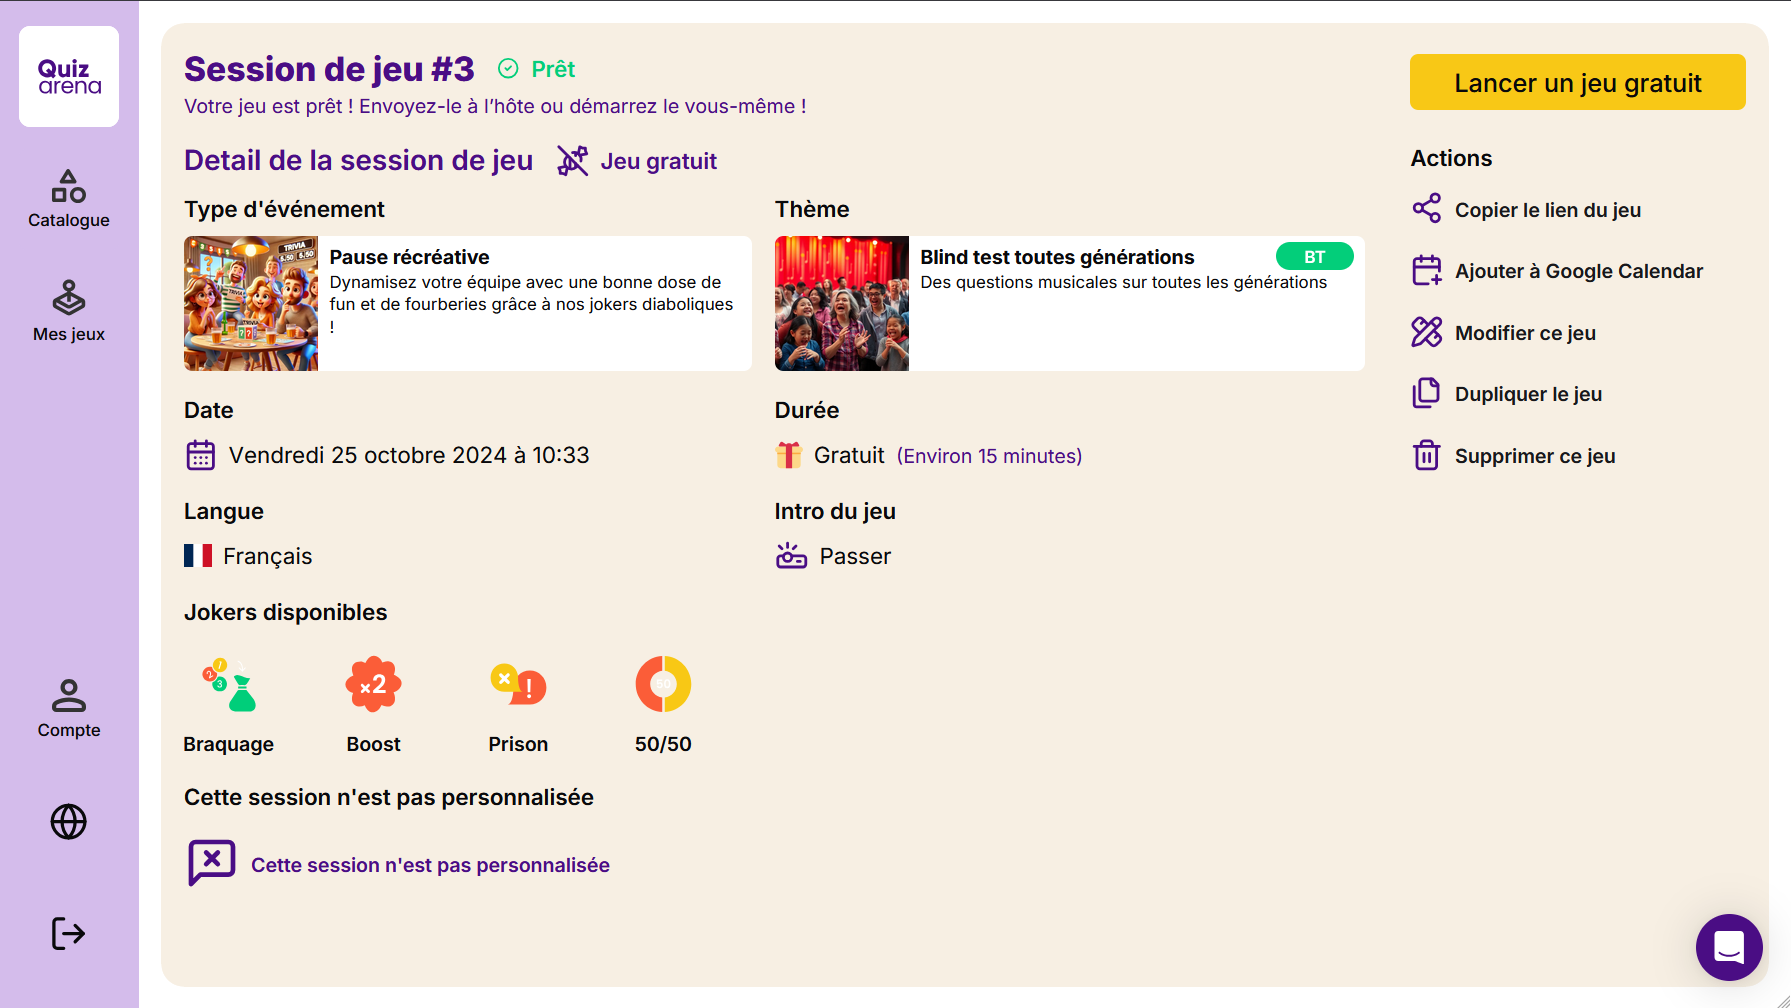 Quiz
arena
Catalogue
Mes jeux
Compte
Session de jeu #3
Prêt
Votre jeu est prêt ! Envoyez-le à l’hôte ou démarrez le vous-même !
Detail de la session de jeu
Jeu gratuit
Type d'événement
TRIVIA
Pause récréative
Dynamisez votre équipe avec une bonne dose de
fun et de fourberies grâce à nos jokers diaboliques
!
Thème
Blind test toutes générations
BT
Des questions musicales sur toutes les générations
Date
Vendredi 25 octobre 2024 à 10:33
Durée
Gratuit (Environ 15 minutes)
Langue
Français
Intro du jeu
Passer
Jokers disponibles
1
2
3
×2
!
50
Braquage
Boost
Prison
50/50
Cette session n'est pas personnalisée
Cette session n'est pas personnalisée
Lancer un jeu gratuit
Actions
Copier le lien du jeu
Ajouter à Google Calendar
Modifier ce jeu
Dupliquer le jeu
Supprimer ce jeu